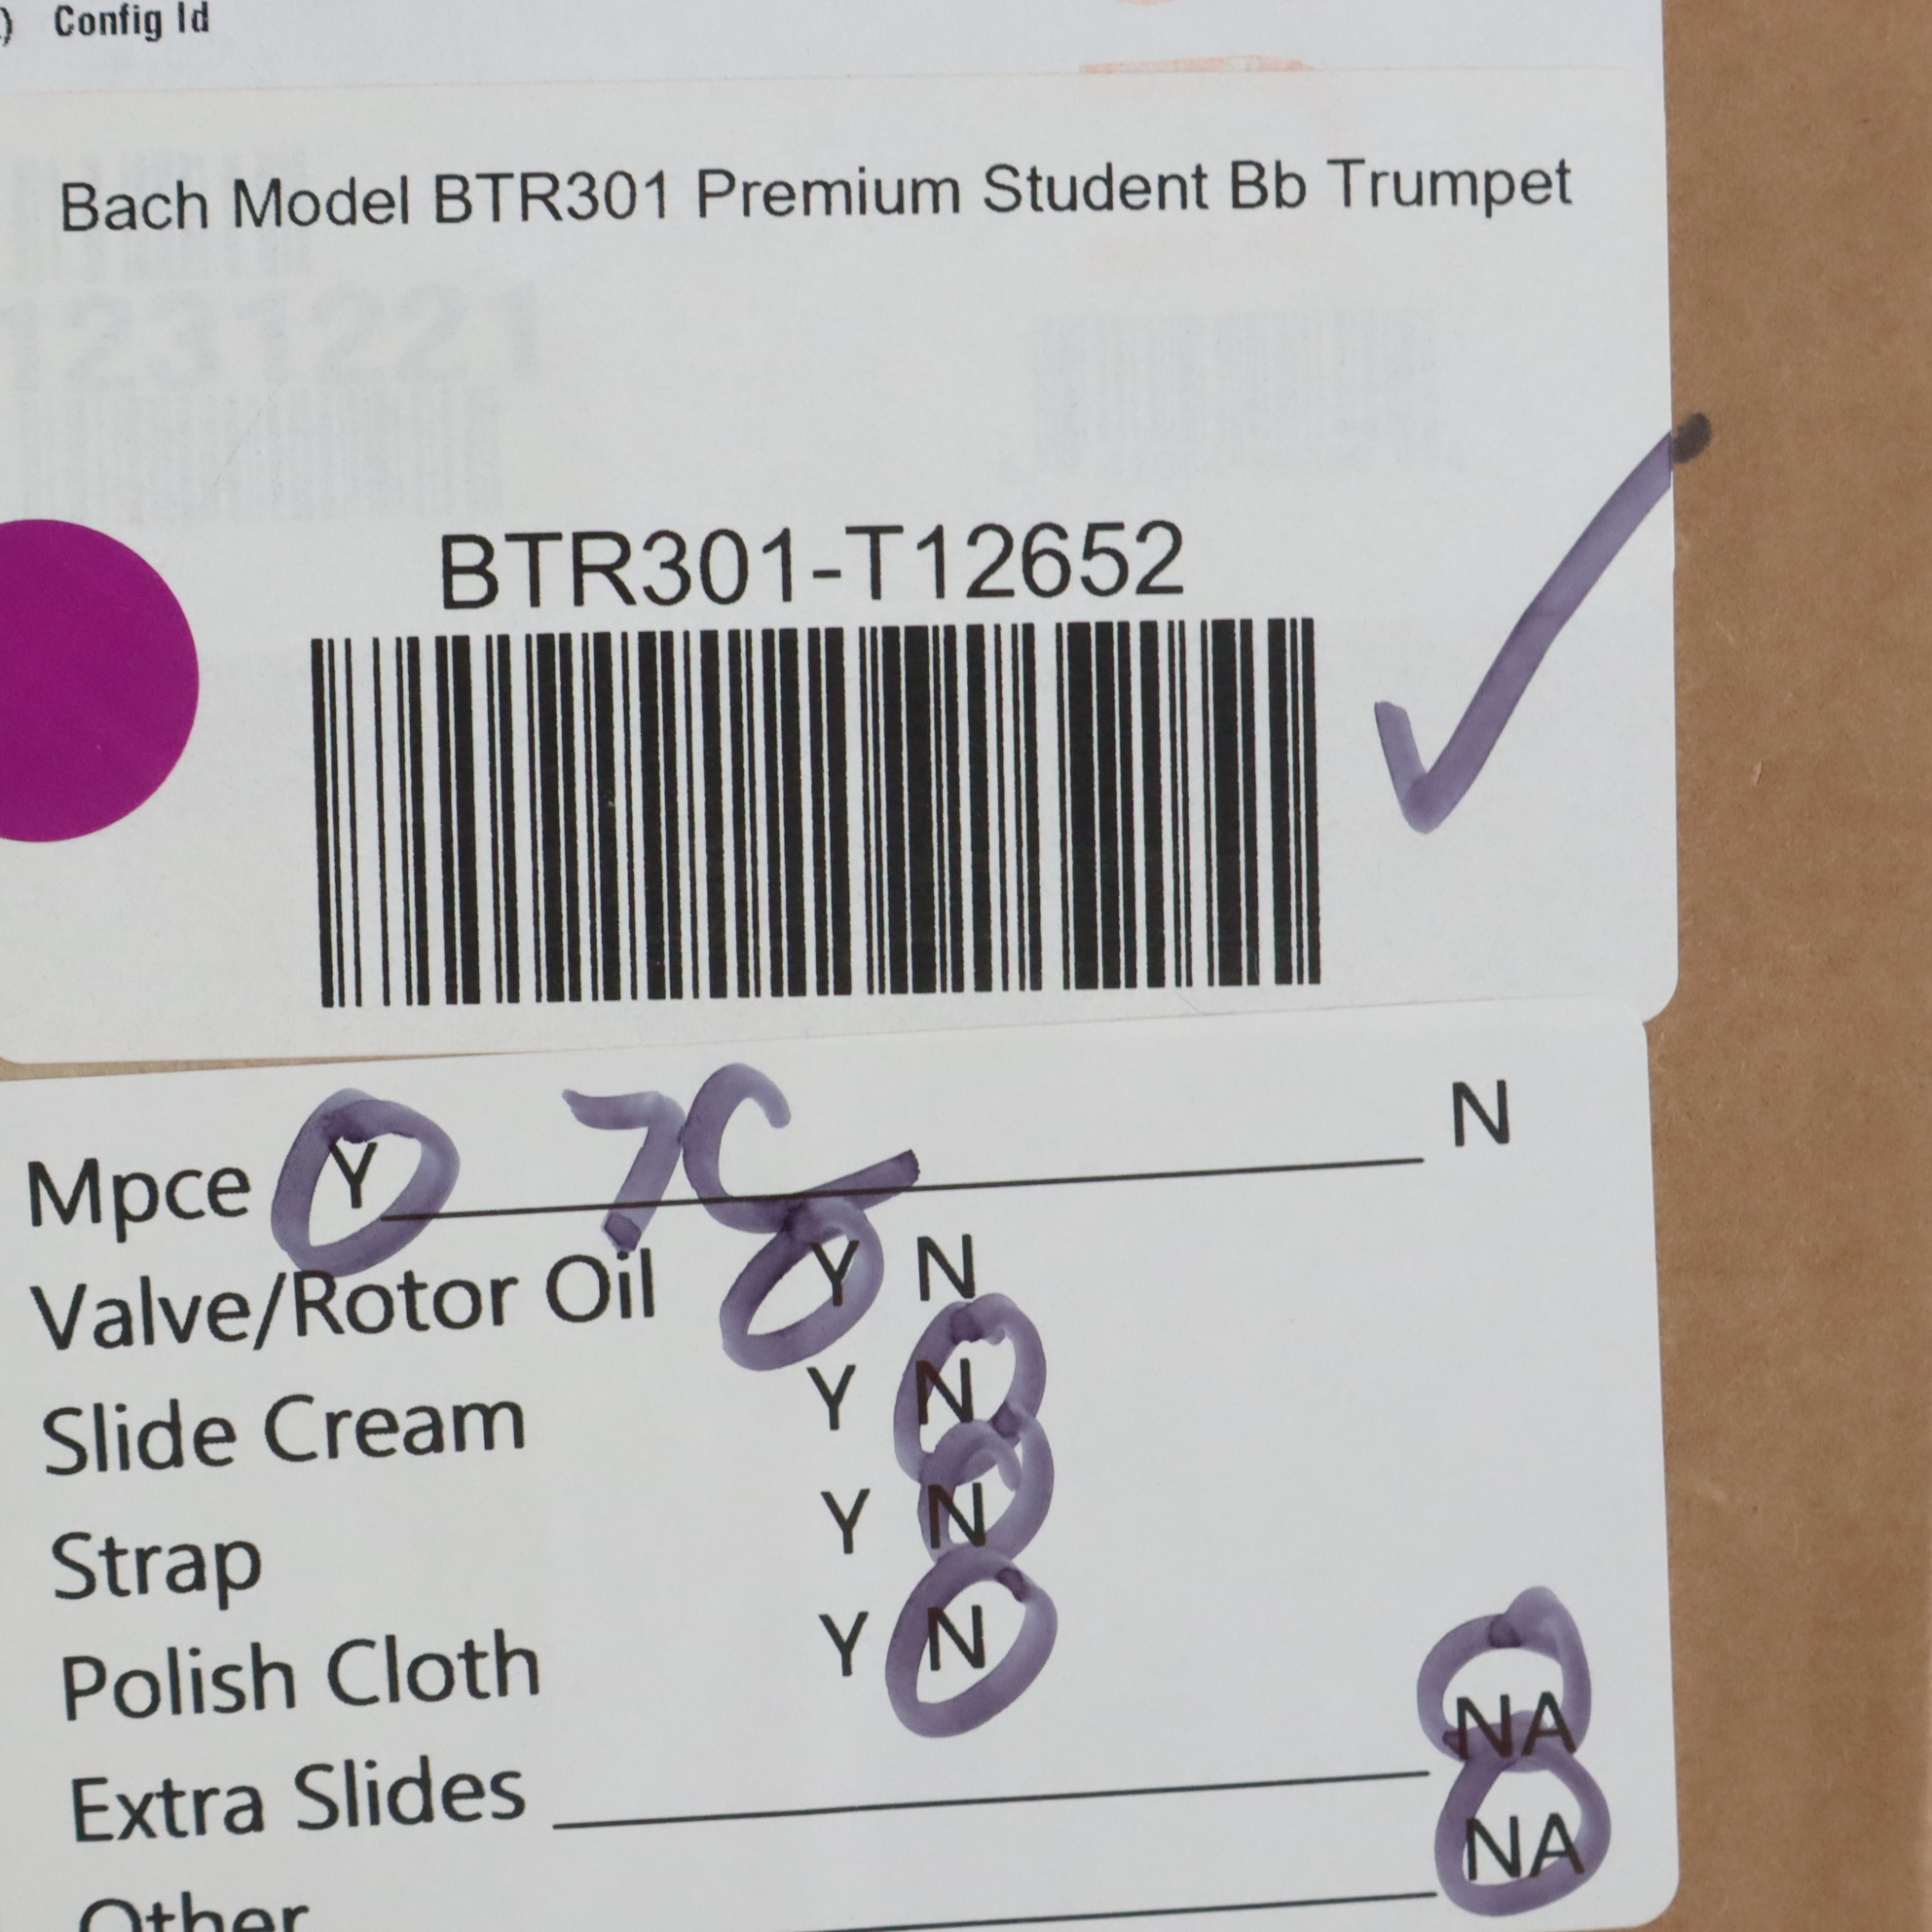 ) Config Id
Bach Model BTR301 Premium Student Bb Trumpet
1231221
BTR301-T12652
Mpce Y 7C N
Valve/Rotor Oil Y N
Slide Cream Y N
Strap Y N
Polish Cloth Y N
Extra Slides NA
Other NA